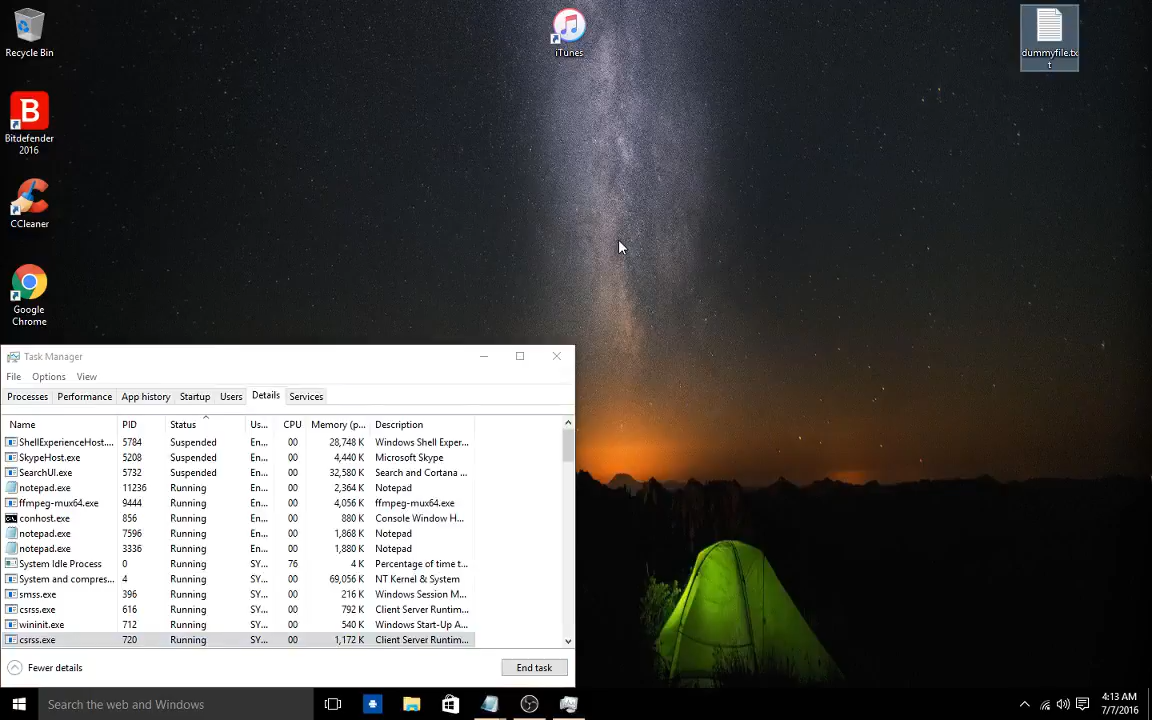 Recycle Bin
iTunes
dummyfile.tx
t
Bitdefender
2016
CCleaner
Google
Chrome
Task Manager
File Options View
Processes Performance App history Startup Users Details Services
Name PID Status Us... CPU Memory (p... Description
ShellExperienceHost.... 5784 Suspended En... 00 28,748 K Windows Shell Exper...
SkypeHost.exe 5208 Suspended En... 00 4,440 K Microsoft Skype
SearchUI.exe 5732 Suspended En... 00 32,580 K Search and Cortana ...
notepad.exe 11236 Running En... 00 2,364 K Notepad
ffmpeg-mux64.exe 9444 Running En... 00 4,056 K ffmpeg-mux64.exe
conhost.exe 856 Running En... 00 880 K Console Window H...
notepad.exe 7596 Running En... 00 1,868 K Notepad
notepad.exe 3336 Running En... 00 1,880 K Notepad
System Idle Process 0 Running SY... 76 4 K Percentage of time t...
System and compres... 4 Running SY... 00 69,056 K NT Kernel & System
smss.exe 396 Running SY... 00 216 K Windows Session M...
csrss.exe 616 Running SY... 00 792 K Client Server Runtim...
wininit.exe 712 Running SY... 00 540 K Windows Start-Up A...
csrss.exe 720 Running SY... 00 1,172 K Client Server Runtim...
Fewer details End task
Search the web and Windows
4:13 AM
7/7/2016